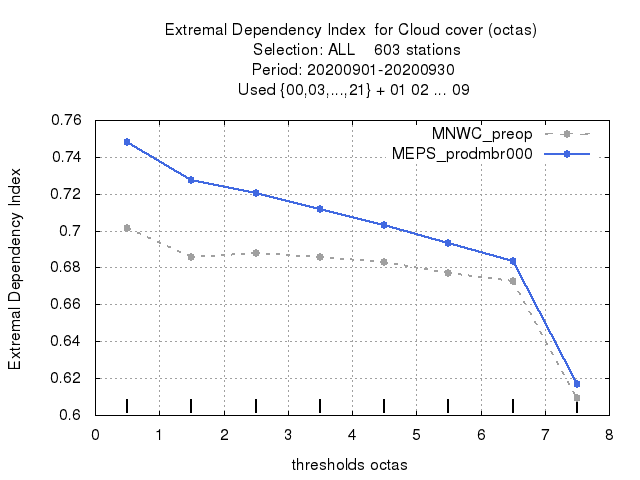 Extremal Dependency Index  for Cloud cover (octas)
Selection: ALL    603 stations
Period: 20200901-20200930
Used {00,03,...,21} + 01 02 ... 09
MNWC_preop
MEPS_prodmbr000
Extremal Dependency Index
0.76
0.74
0.72
0.7
0.68
0.66
0.64
0.62
0.6
0 1 2 3 4 5 6 7 8
thresholds octas